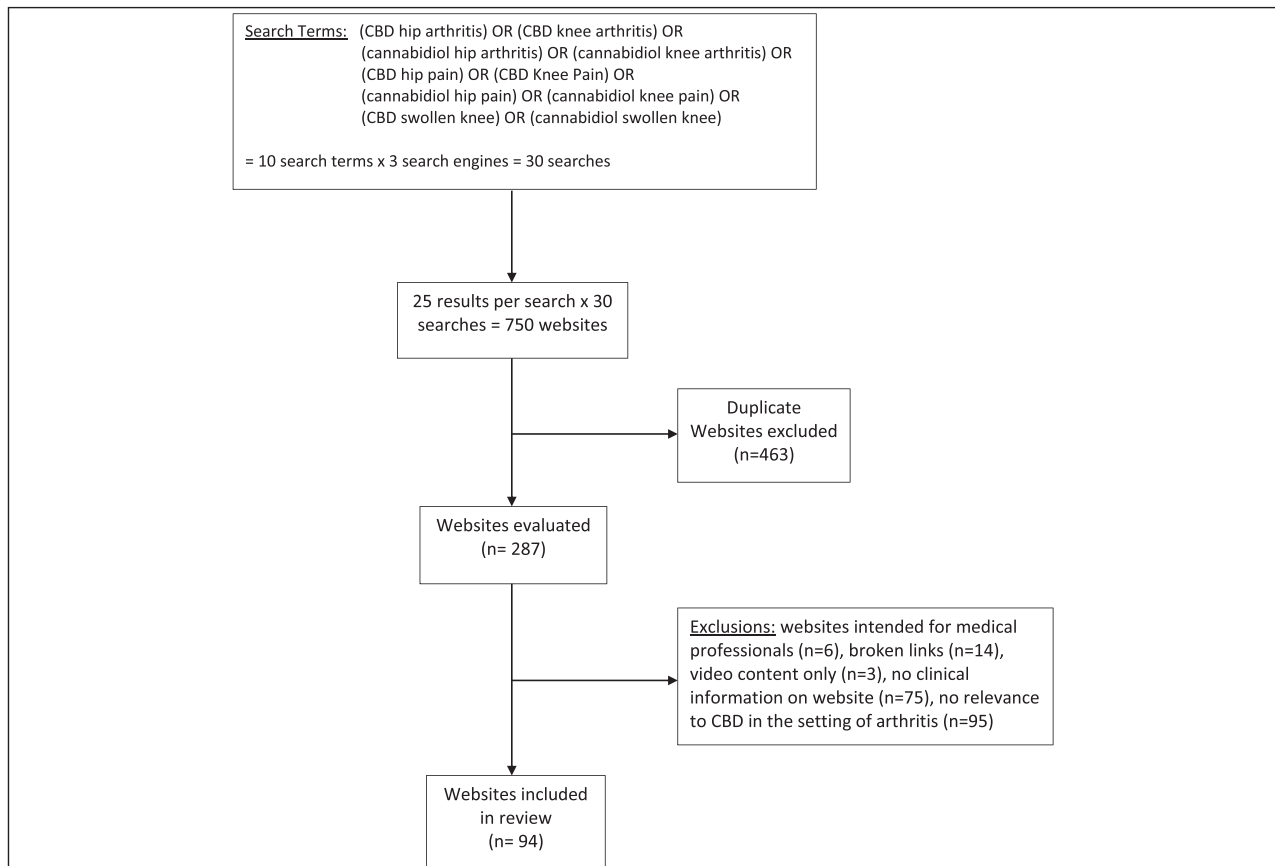 Search Terms: (CBD hip arthritis) OR (CBD knee arthritis) OR
(cannabidiol hip arthritis) OR (cannabidiol knee arthritis) OR
(CBD hip pain) OR (CBD Knee Pain) OR
(cannabidiol hip pain) OR (cannabidiol knee pain) OR
(CBD swollen knee) OR (cannabidiol swollen knee)
= 10 search terms x 3 search engines = 30 searches
25 results per search x 30
searches = 750 websites
Duplicate
Websites excluded
(n=463)
Websites evaluated
(n= 287)
Exclusions: websites intended for medical
professionals (n=6), broken links (n=14),
video content only (n=3), no clinical
information on website (n=75), no relevance
to CBD in the setting of arthritis (n=95)
Websites included
in review
(n= 94)